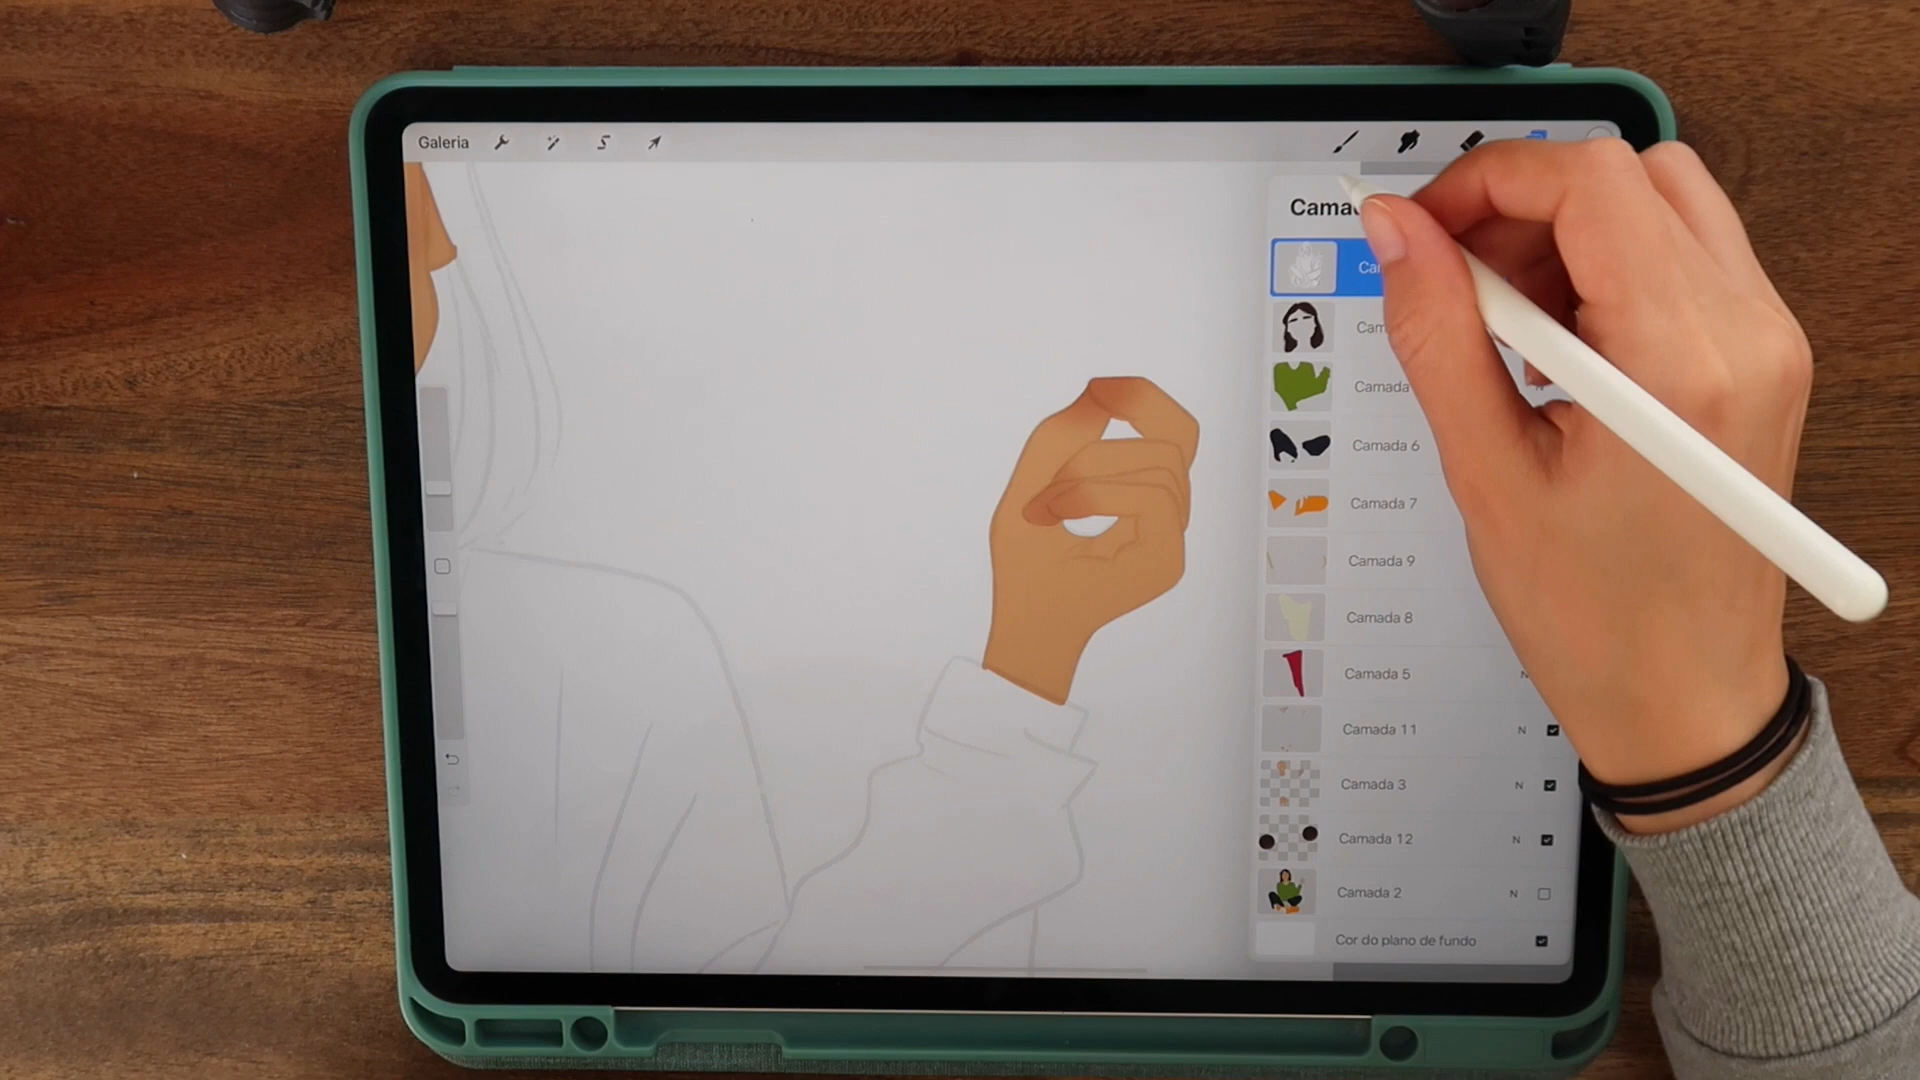 Galeria
Camada 6
Camada 7
Camada 9
Camada 8
Camada 5
N
Camada 11 N
Camada 3 N
Camada 12 N
Camada 2 N
Cor do plano de fundo
Camada